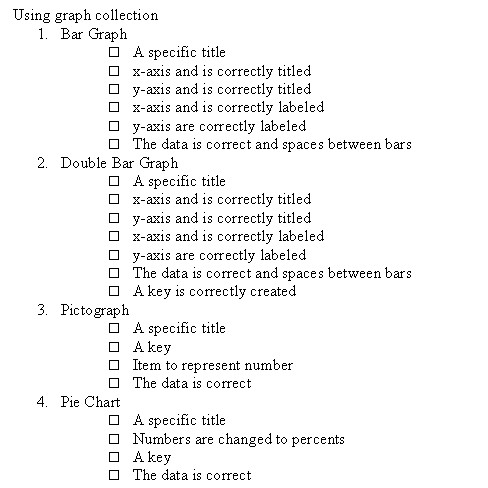 Using graph collection
1. Bar Graph
☐ A specific title
☐ x-axis and is correctly titled
☐ y-axis and is correctly titled
☐ x-axis and is correctly labeled
☐ y-axis are correctly labeled
☐ The data is correct and spaces between bars
2. Double Bar Graph
☐ A specific title
☐ x-axis and is correctly titled
☐ y-axis and is correctly titled
☐ x-axis and is correctly labeled
☐ y-axis are correctly labeled
☐ The data is correct and spaces between bars
☐ A key is correctly created
3. Pictograph
☐ A specific title
☐ A key
☐ Item to represent number
☐ The data is correct
4. Pie Chart
☐ A specific title
☐ Numbers are changed to percents
☐ A key
☐ The data is correct